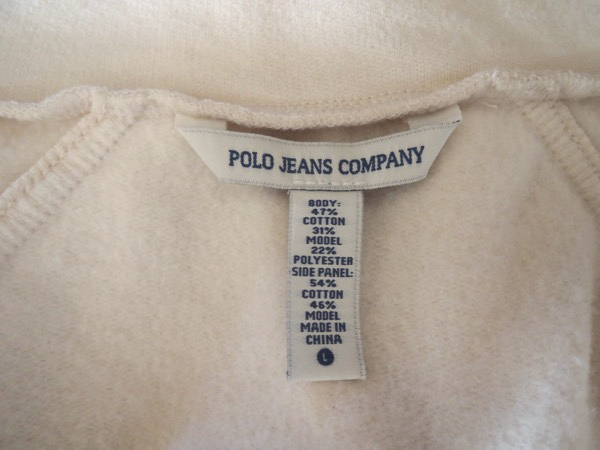 POLO JEANS COMPANY
BODY:
47%
COTTON
31%
MODEL
22%
POLYESTER
SIDE PANEL:
54%
COTTON
46%
MODEL
MADE IN
CHINA
L